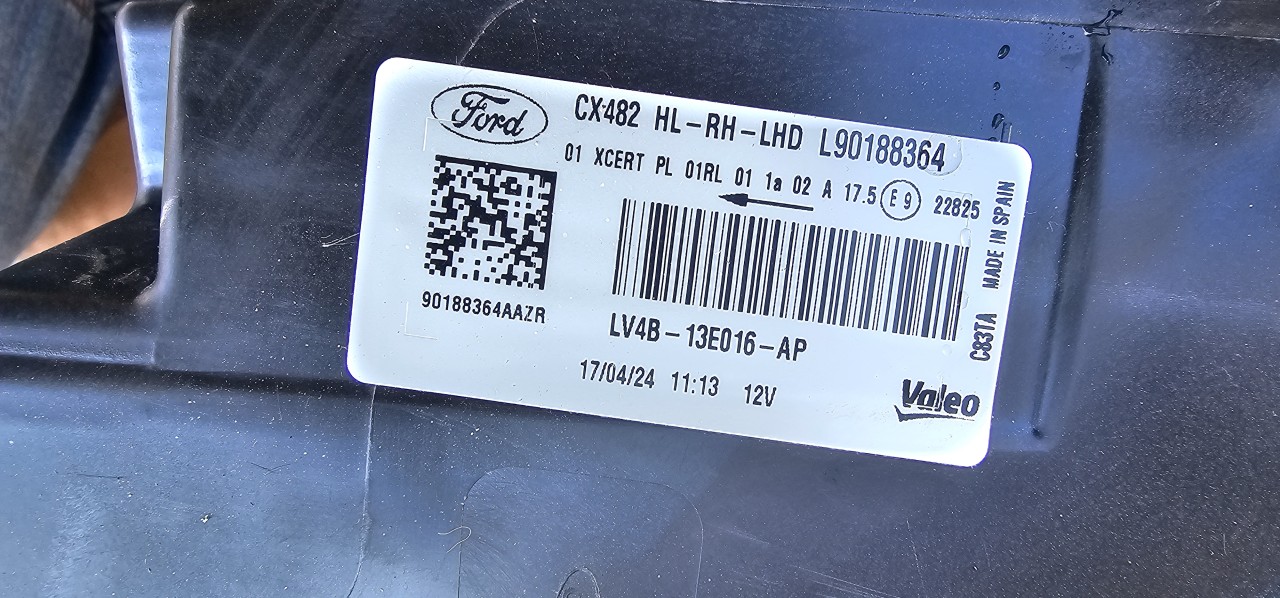 Ford
CX482 HL-RH-LHD L90188364
01 XCERT PL 01RL 01 1a 02 A 17.5 E 9 22825
90188364AAZR
LV4B-13E016-AP
17/04/24 11:13 12V
Valeo
C83TA MADE IN SPAIN